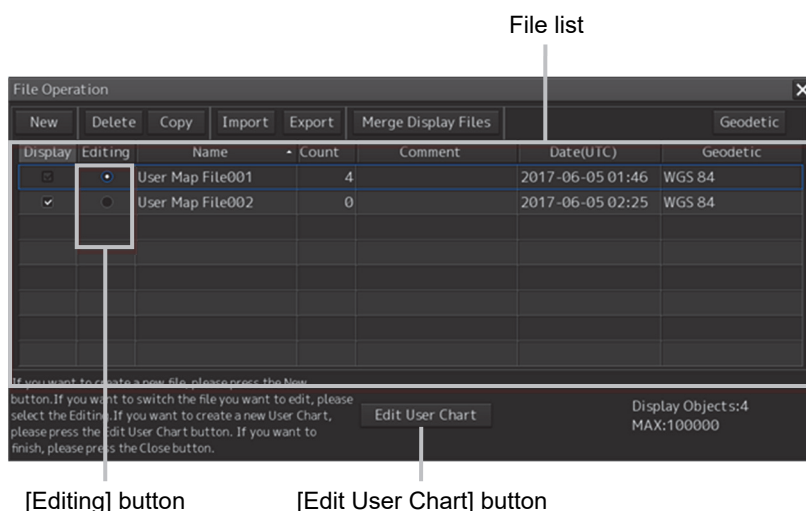 File list
File Operation
New Delete Copy Import Export Merge Display Files Geodetic
Display Editing Name Count Comment Date(UTC) Geodetic
User Map File001 4 2017-06-05 01:46 WGS 84
User Map File002 0 2017-06-05 02:25 WGS 84
If you want to create a new file, please press the New
button.If you want to switch the file you want to edit, please
select the Editing.If you want to create a new User Chart,
please press the Edit User Chart button. If you want to
finish, please press the Close button.
Edit User Chart
Display Objects:4
MAX:100000
[Editing] button [Edit User Chart] button